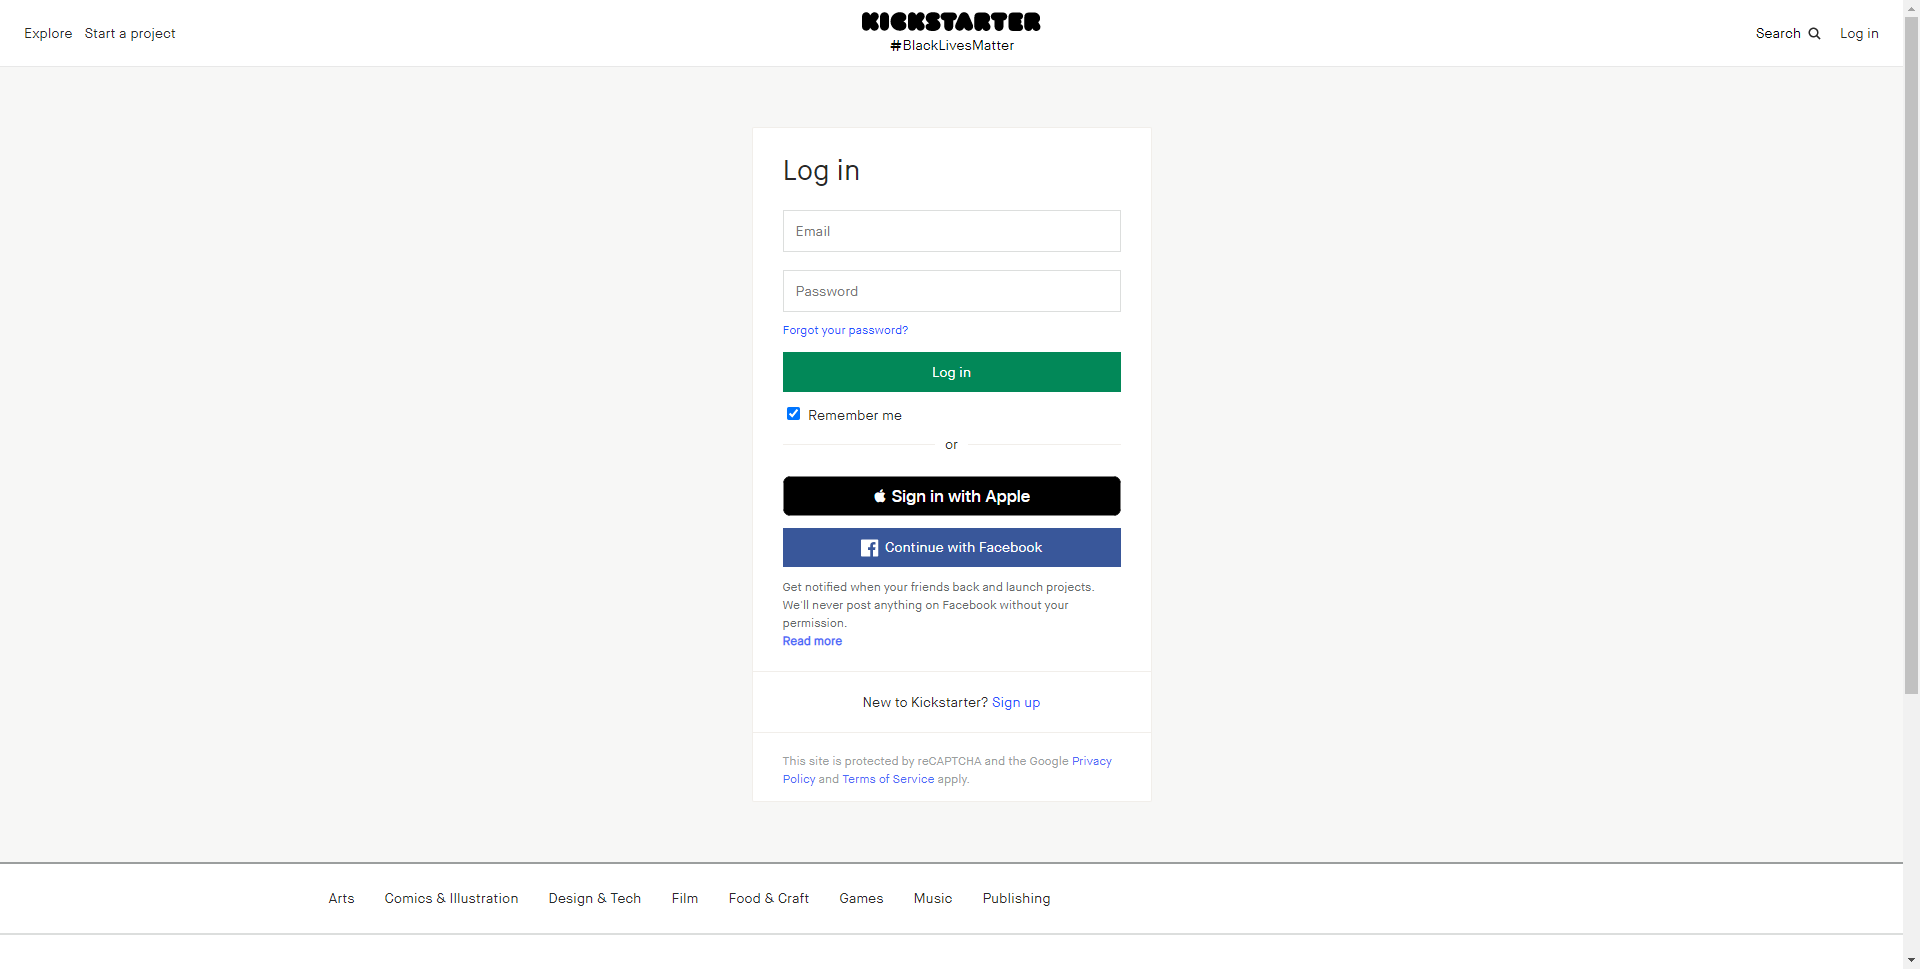 Explore Start a project
KICKSTARTER
#BlackLivesMatter
Search Log in
Log in
Email
Password
Forgot your password?
Log in
Remember me
or
Sign in with Apple
Continue with Facebook
Get notified when your friends back and launch projects.
We'll never post anything on Facebook without your
permission.
Read more
New to Kickstarter? Sign up
This site is protected by reCAPTCHA and the Google Privacy
Policy and Terms of Service apply.
Arts Comics & Illustration Design & Tech Film Food & Craft Games Music Publishing